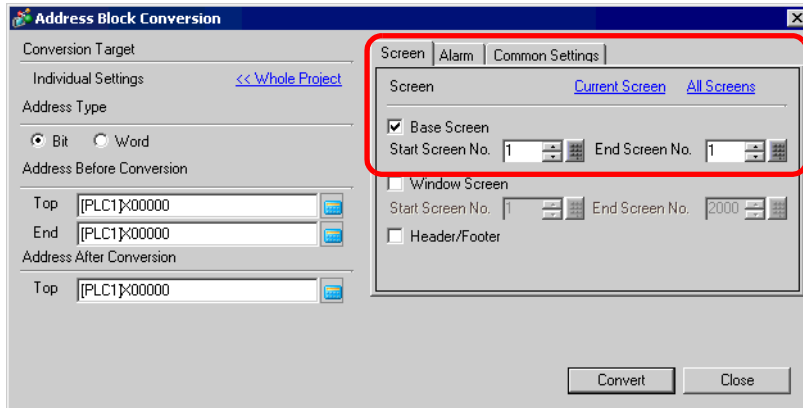 Address Block Conversion
Conversion Target
Individual Settings << Whole Project
Address Type
Bit Word
Address Before Conversion
Top [PLC1]X00000
End [PLC1]X00000
Address After Conversion
Top [PLC1]X00000
Screen Alarm Common Settings
Screen Current Screen All Screens
Base Screen
Start Screen No. 1 End Screen No. 1
Window Screen
Start Screen No. 1 End Screen No. 2000
Header/Footer
Convert Close